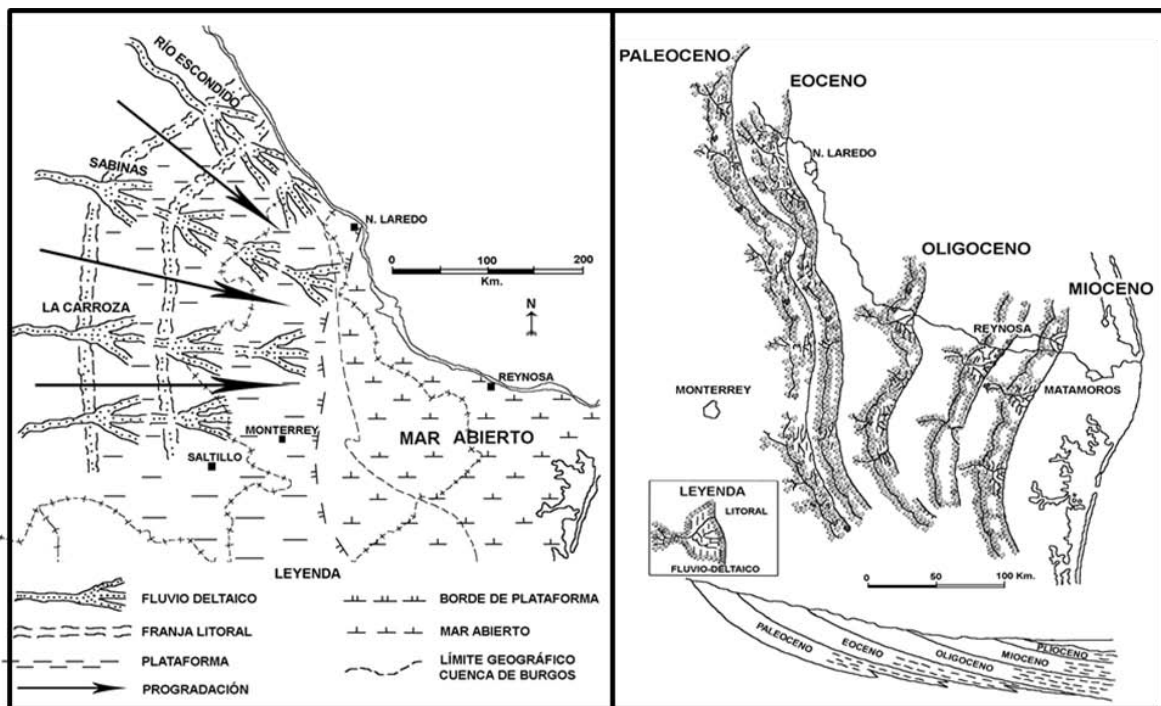 RÍO ESCONDIDO
SABINAS
N. LAREDO
0 100 200
Km.
N
LA CARROZA
REYNOSA
MONTERREY
MAR ABIERTO
SALTILLO
LEYENDA
FLUVIO DELTAICO
FRANJA LITORAL
PLATAFORMA
PROGRADACIÓN
BORDE DE PLATAFORMA
MAR ABIERTO
LÍMITE GEOGRÁFICO
CUENCA DE BURGOS
PALEOCENO
EOCENO
N. LAREDO
OLIGOCENO
MIOCENO
REYNOSA
MONTERREY
MATAMOROS
LEYENDA
LITORAL
FLUVIO-DELTAICO
0 50 100 Km.
PALEOCENO
EOCENO
OLIGOCENO
MIOCENO
PLIOCENO